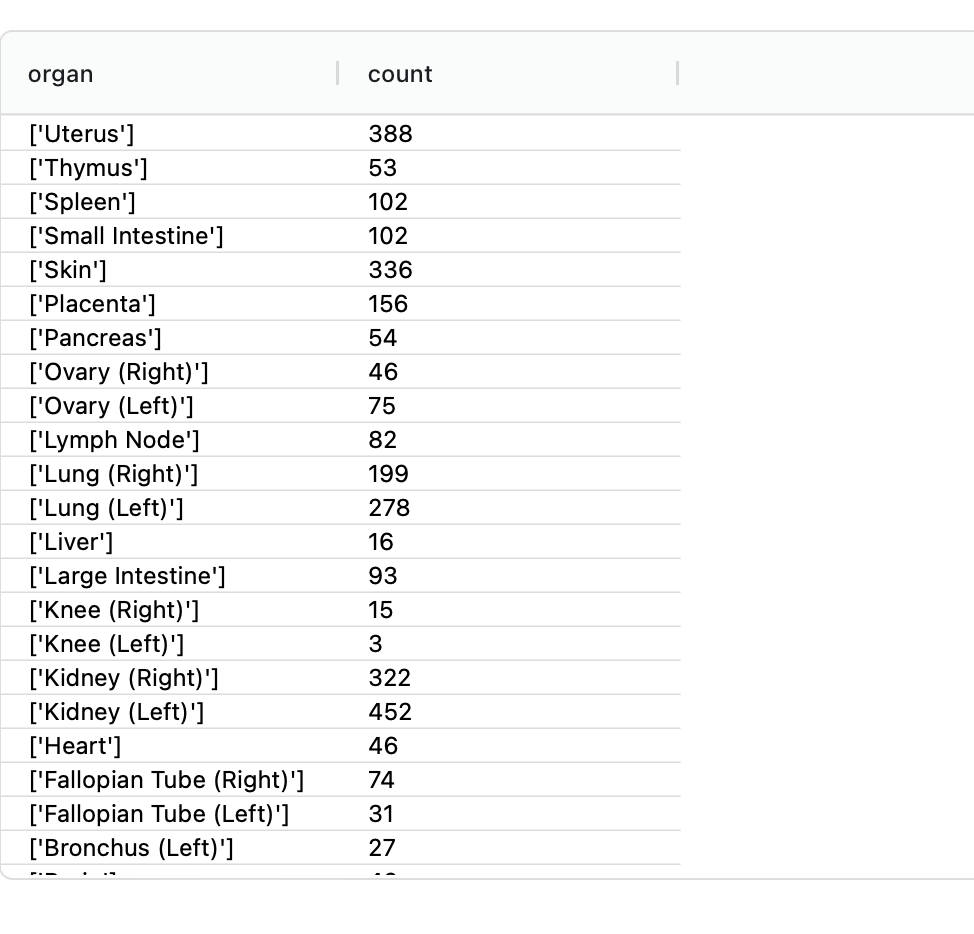 organ count
['Uterus'] 388
['Thymus'] 53
['Spleen'] 102
['Small Intestine'] 102
['Skin'] 336
['Placenta'] 156
['Pancreas'] 54
['Ovary (Right)'] 46
['Ovary (Left)'] 75
['Lymph Node'] 82
['Lung (Right)'] 199
['Lung (Left)'] 278
['Liver'] 16
['Large Intestine'] 93
['Knee (Right)'] 15
['Knee (Left)'] 3
['Kidney (Right)'] 322
['Kidney (Left)'] 452
['Heart'] 46
['Fallopian Tube (Right)'] 74
['Fallopian Tube (Left)'] 31
['Bronchus (Left)'] 27